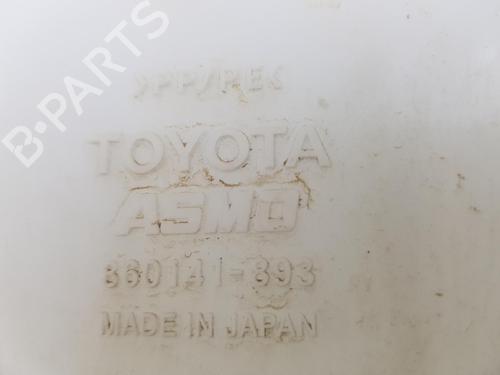 B-PARTS
>PP/PE<
TOYOTA
ASMO
860141-893
MADE IN JAPAN